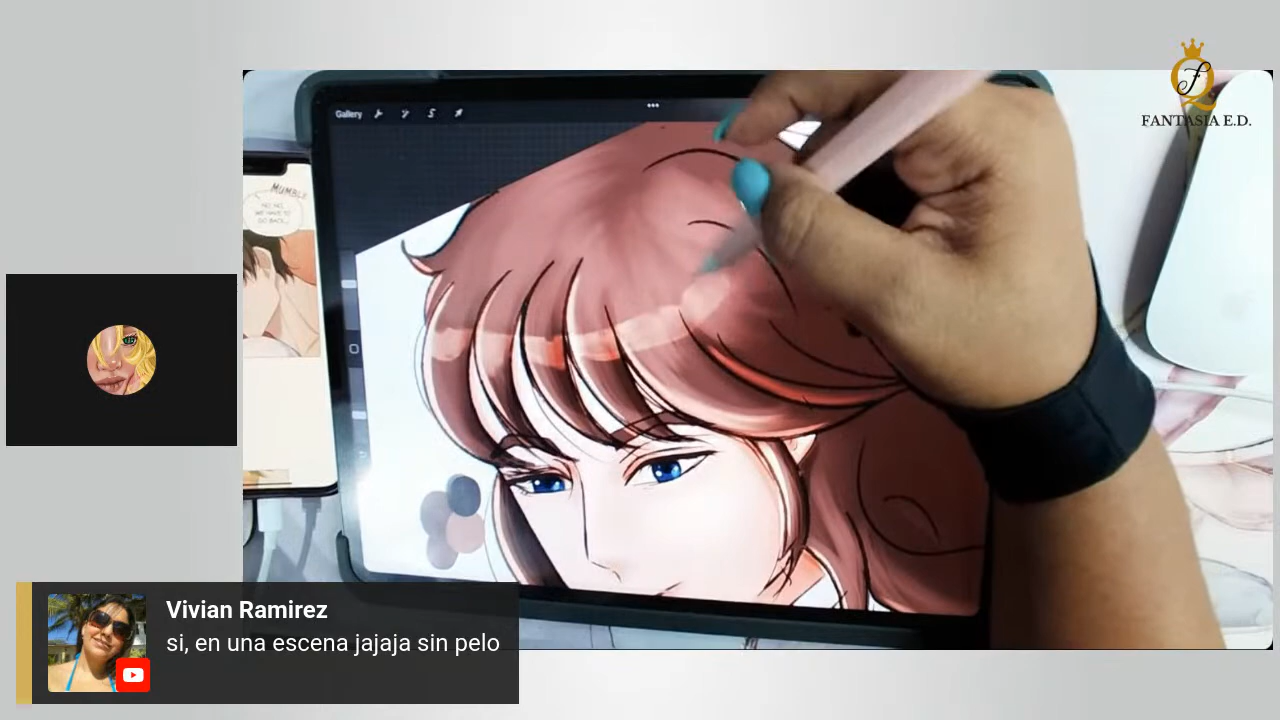 FANTASIA E.D.
Gallery
MUMBLE
NO NO,
WE HAVE TO
GO BACK...
Vivian Ramirez
si, en una escena jajaja sin pelo